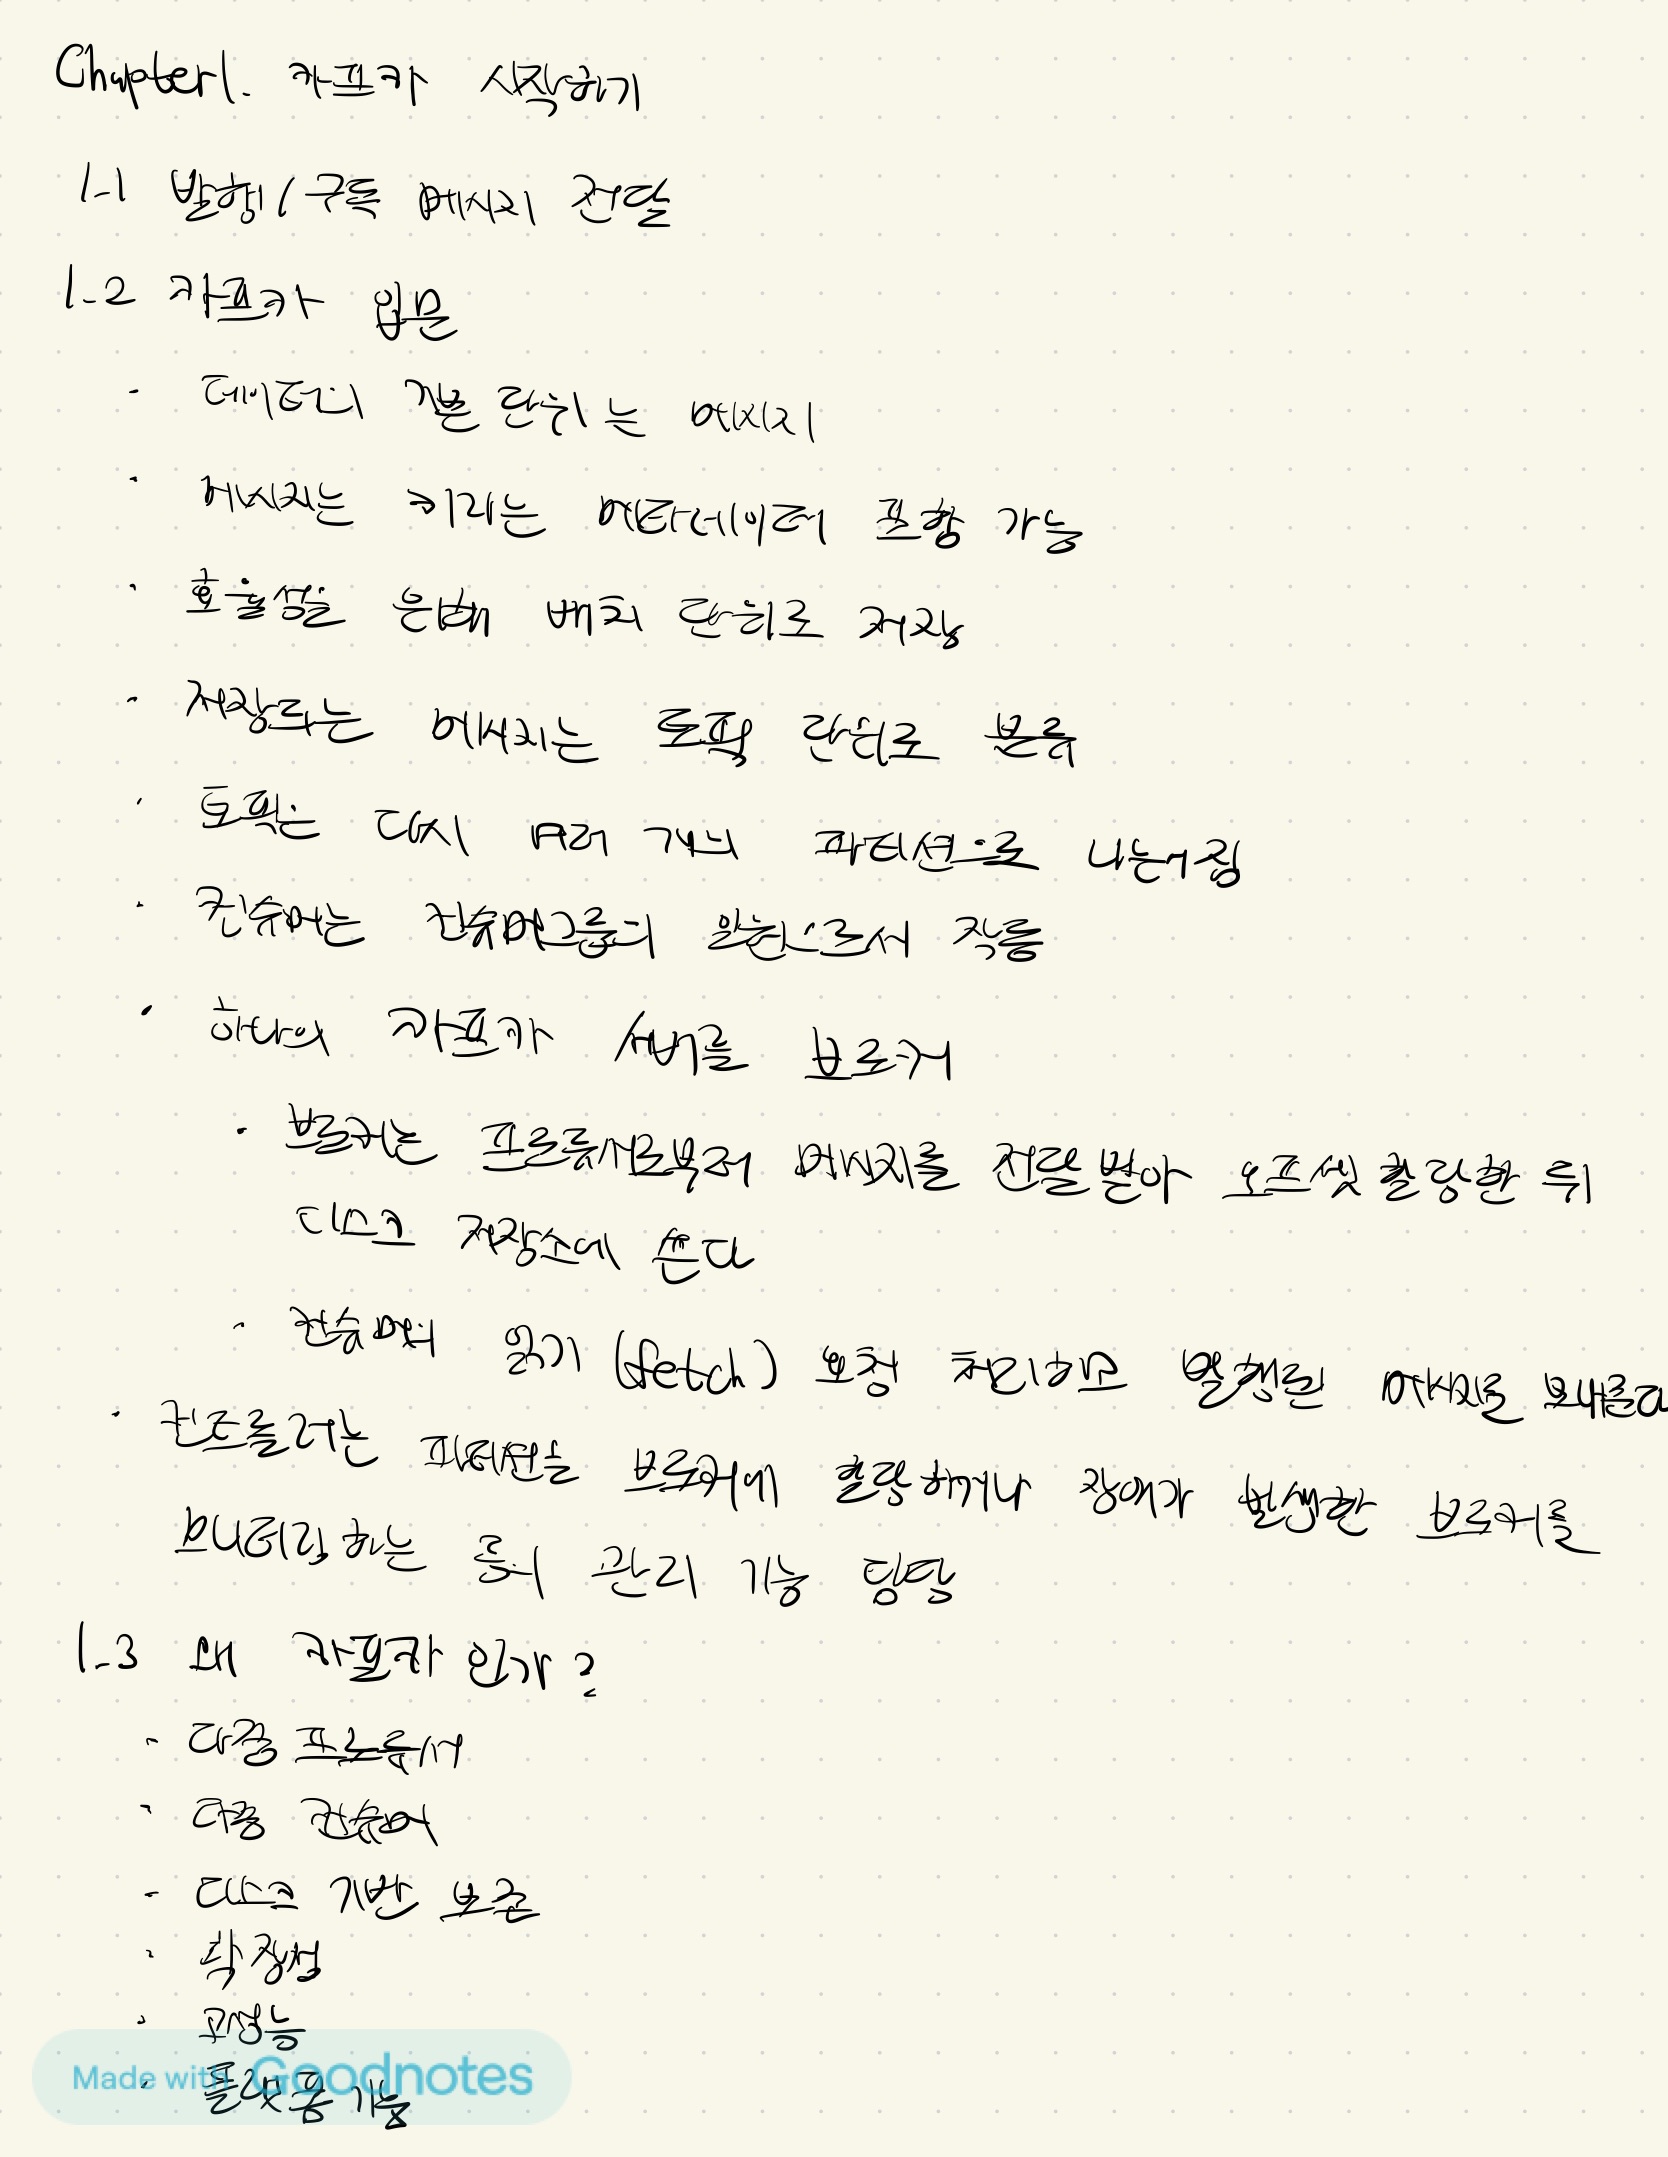 Chapter1. 카프카 시작하기
1-1 발행/구독 메시지 전달
1-2 카프카 입문
- 데이터의 기본 단위는 메시지
· 메시지는 키라는 메타데이터 포함 가능
· 효율성을 은해 배치 단위로 저장
- 저장되는 메시지는 토픽 단위로 분류
· 토픽은 다시 여러 개의 파티션으로 나눠짐
· 컨슈머는 컨슈머그룹의 일원으로서 작동
· 하나의 카프카 서버를 브로커
· 브로커는 프로듀서로부터 메시지를 전달받아 오프셋 할당한 뒤
디스크 저장소에 쓴다
· 컨슈머의 읽기 (fetch) 요청 처리하고 발행된 메시지를 보내준다
· 컨트롤러는 파티션을 브로커에 할당하거나 장애가 발생한 브로커를
모니터링하는 등의 관리 기능 담당
1-3 왜 카프카인가?
- 다중 프로듀서
- 다중 컨슈머
- 디스크 기반 보존
· 확장성
· 고성능
· 플랫폼 기능
Made with Goodnotes